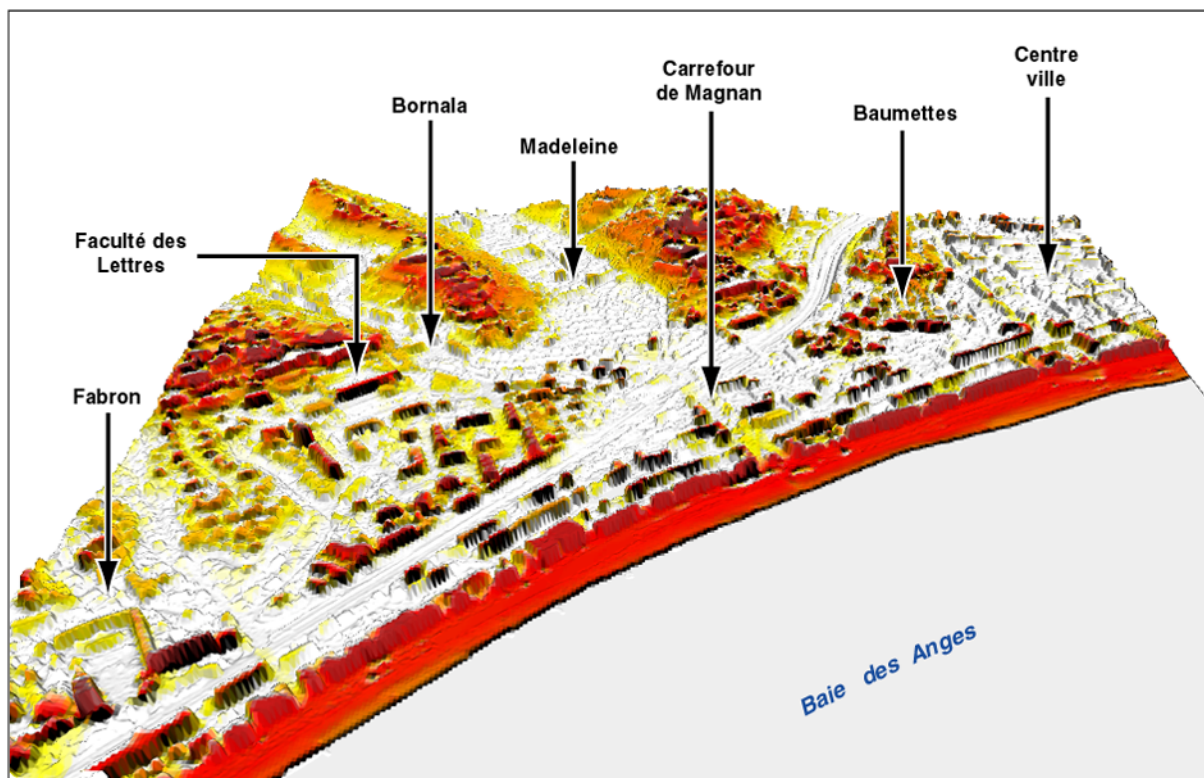 Centre
ville
Carrefour
de Magnan
Bornala
Baumettes
Madeleine
Faculté des
Lettres
Fabron
Baie des Anges